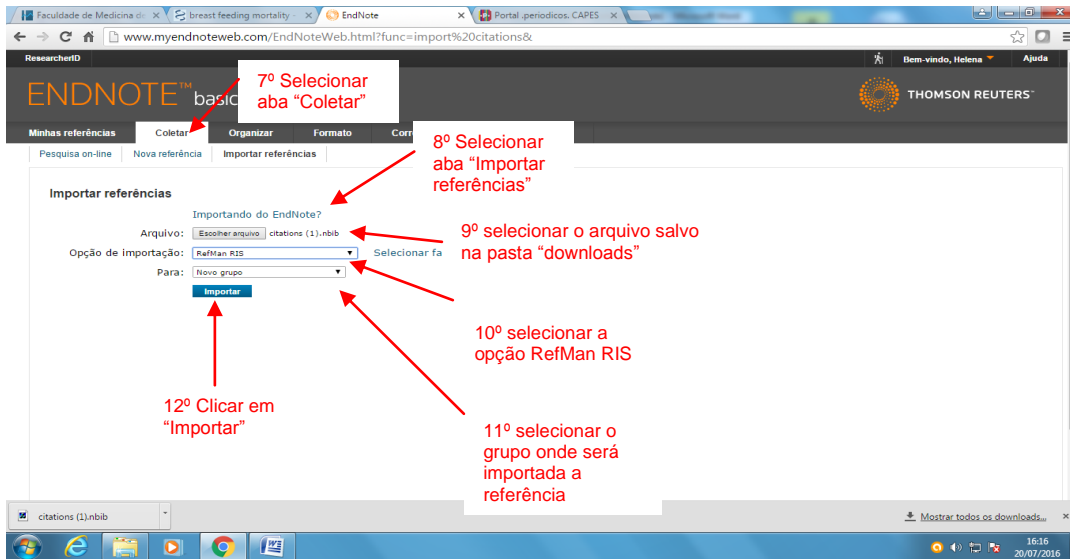 Faculdade de Medicina de
breast feeding mortality -
EndNote
Portal .periodicos. CAPES
www.myendnoteweb.com/EndNoteWeb.html?func=import%20citations&
ResearcherID
Bem-vindo, Helena
Ajuda
ENDNOTE™ basic
THOMSON REUTERS™
7º Selecionar
aba “Coletar”
Minhas referências Coletar Organizar Formato
Pesquisa on-line Nova referência Importar referências
8º Selecionar
aba “Importar
referências”
Importar referências
Importando do EndNote?
Arquivo: Escolher arquivo citations (1).nbib
Opção de importação: RefMan RIS Selecionar fa
Para: Novo grupo
Importar
9º selecionar o arquivo salvo
na pasta “downloads”
10º selecionar a
opção RefMan RIS
12º Clicar em
“Importar”
11º selecionar o
grupo onde será
importada a
referência
citations (1).nbib
Mostrar todos os downloads...
16:16
20/07/2016